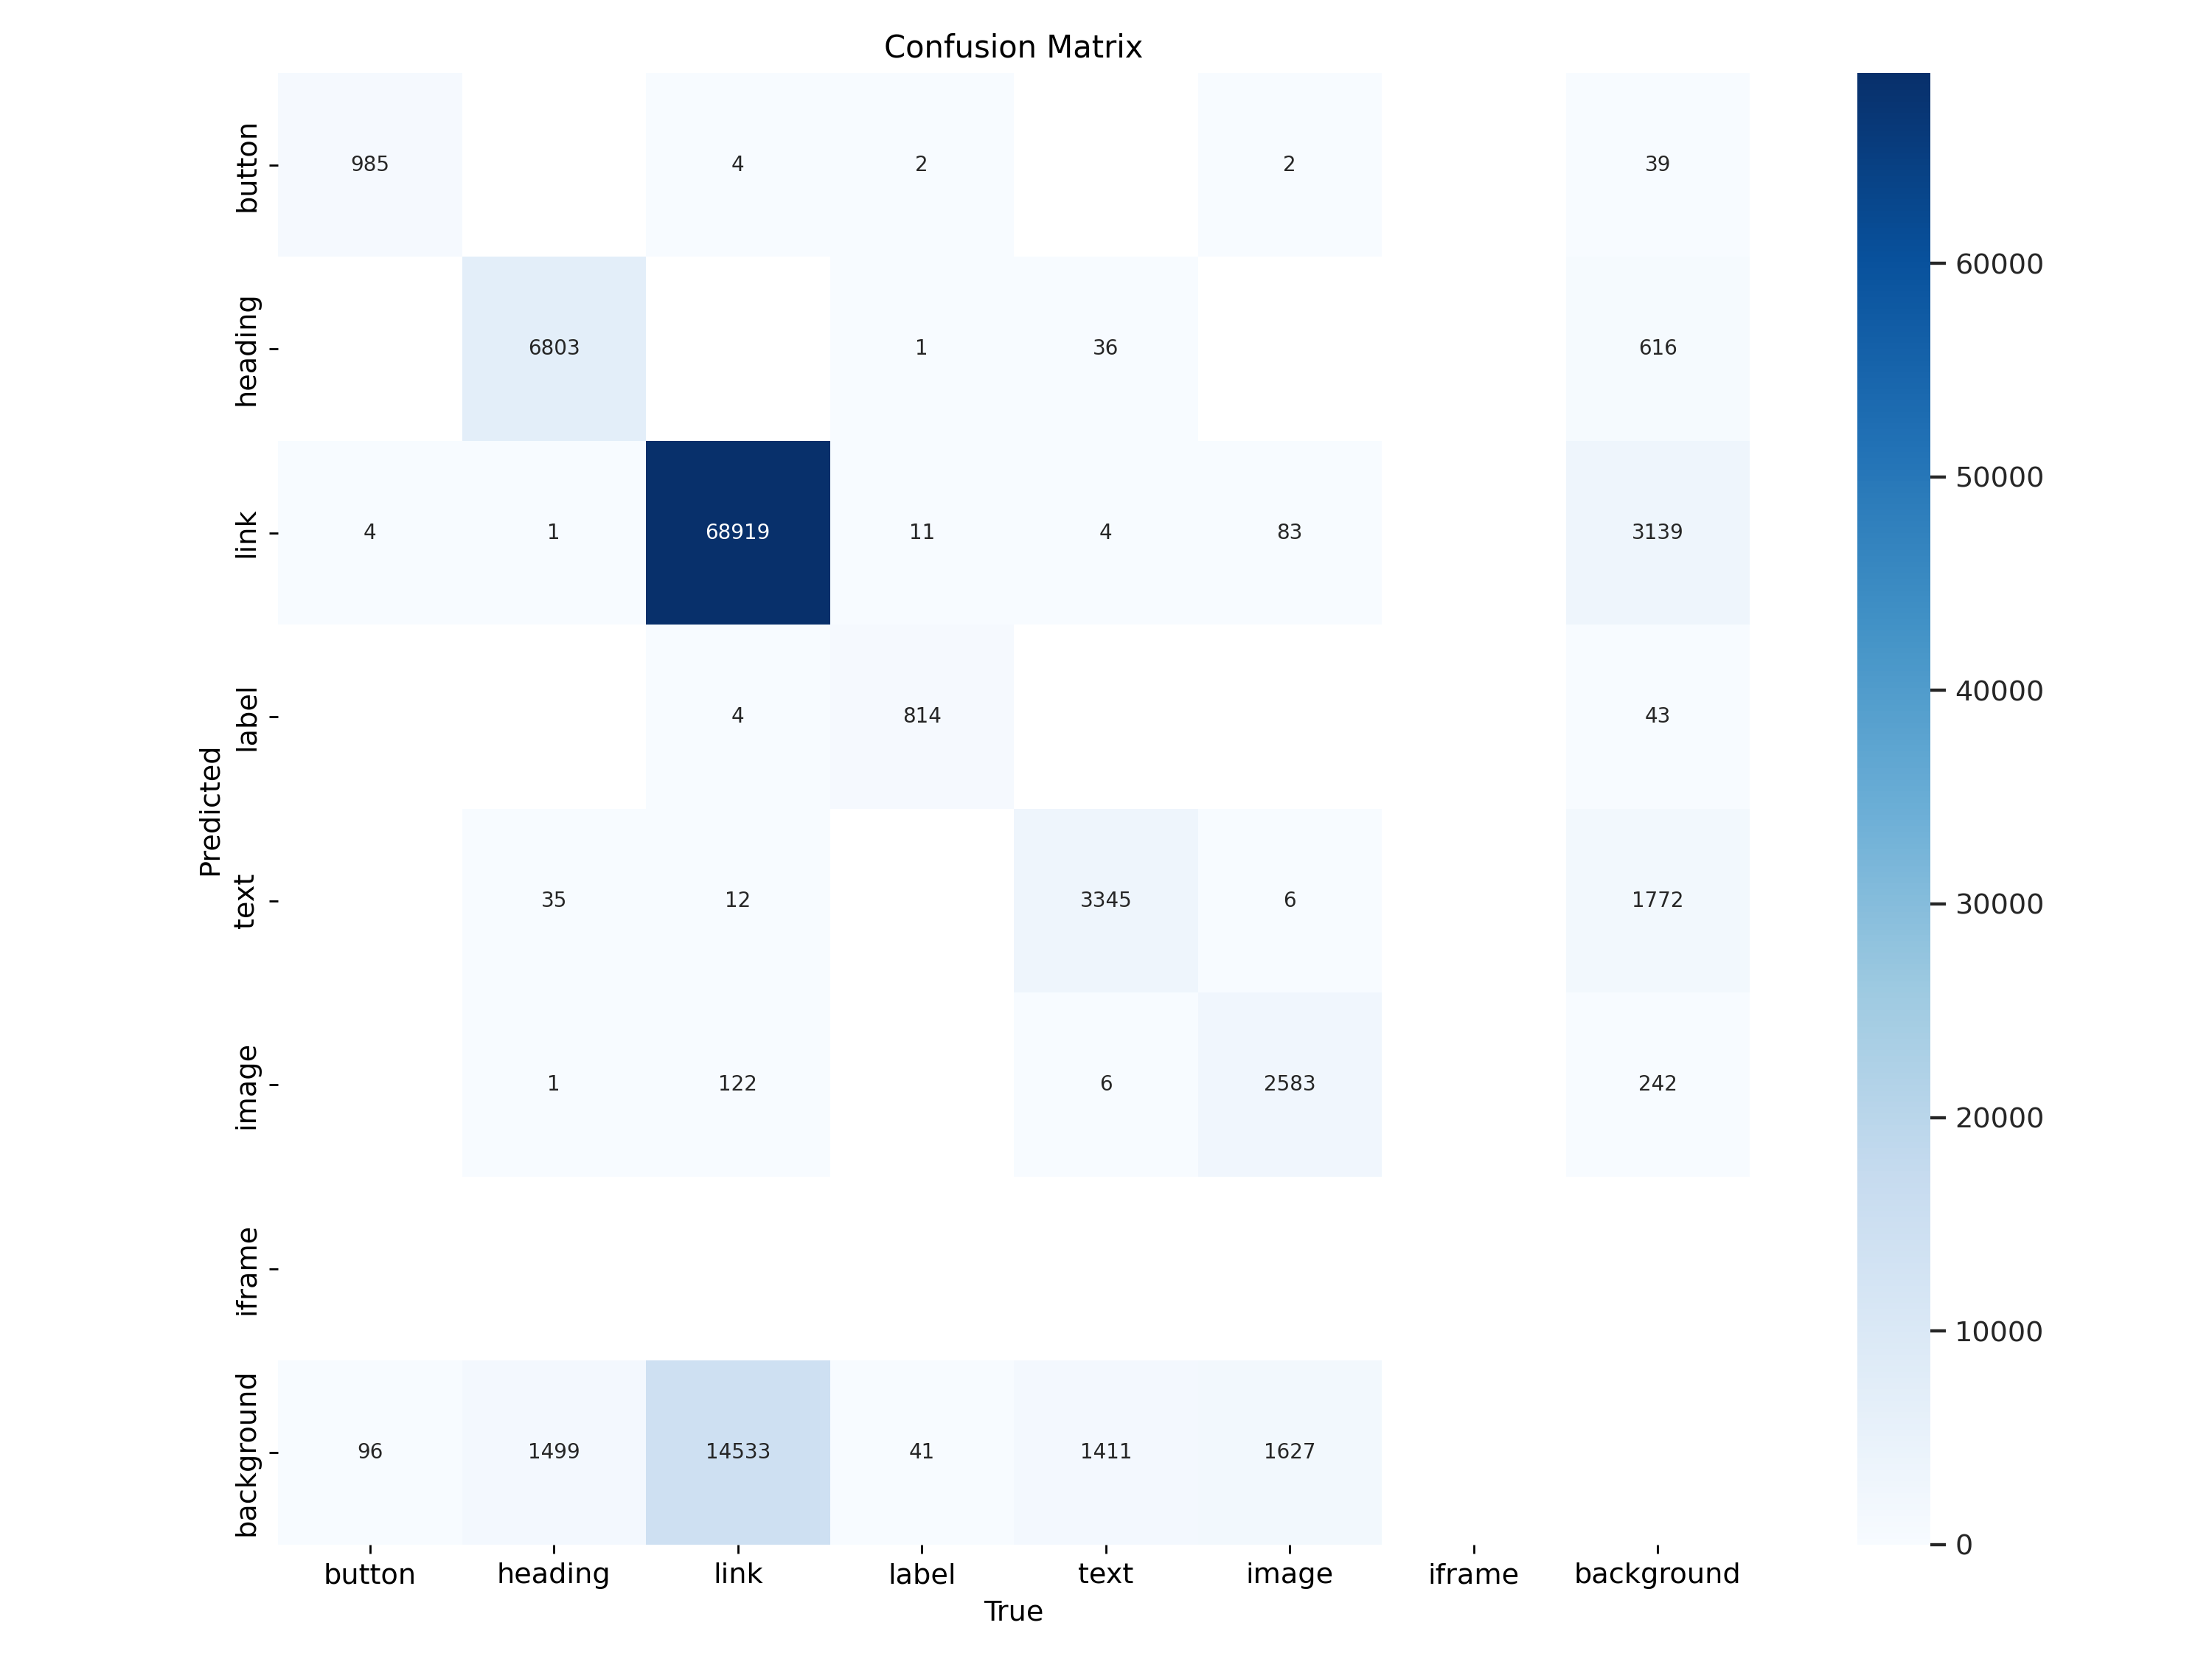 Confusion Matrix
button 985 4 2 2 39
heading 6803 1 36 616
link 4 1 68919 11 4 83 3139
label 4 814 43
text 35 12 3345 6 1772
image 1 122 6 2583 242
iframe
background 96 1499 14533 41 1411 1627
button heading link label text image iframe background
True
Predicted
60000
50000
40000
30000
20000
10000
0